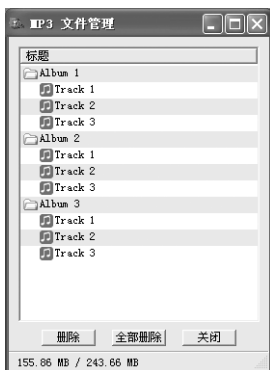 MP3 文件管理
标题
Album 1
Track 1
Track 2
Track 3
Album 2
Track 1
Track 2
Track 3
Album 3
Track 1
Track 2
Track 3
删除 全部删除 关闭
155.86 MB / 243.66 MB